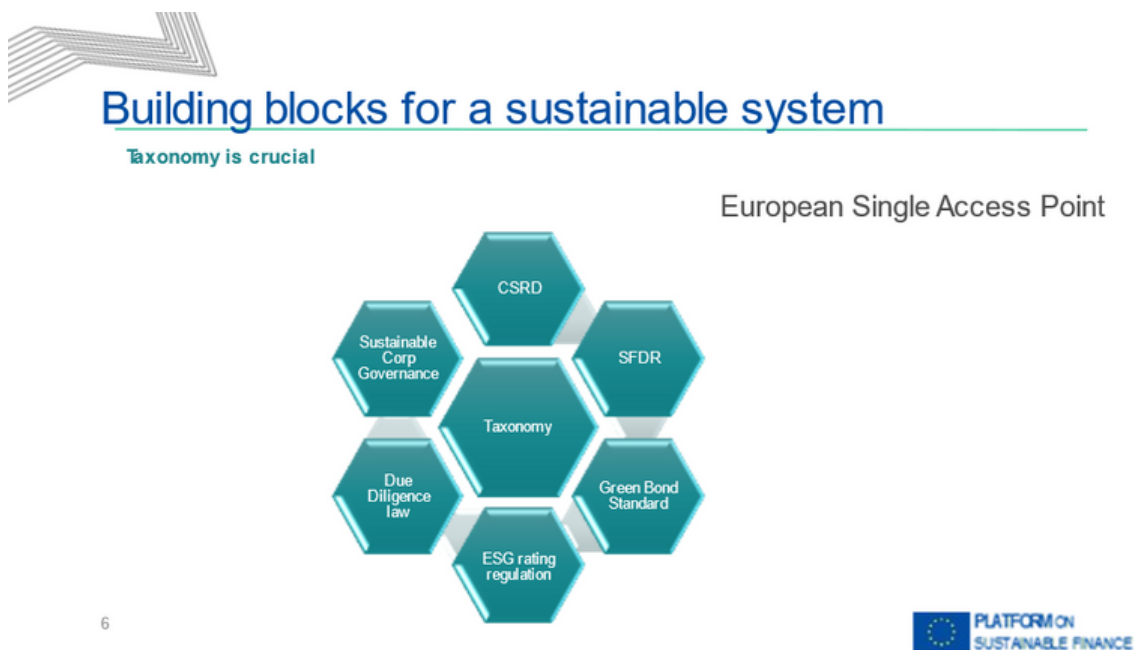 Building blocks for a sustainable system
Taxonomy is crucial
European Single Access Point
CSRD
Sustainable
Corp
Governance
SFDR
Taxonomy
Due
Diligence
law
Green Bond
Standard
ESG rating
regulation
6
PLATFORM ON
SUSTAINABLE FINANCE